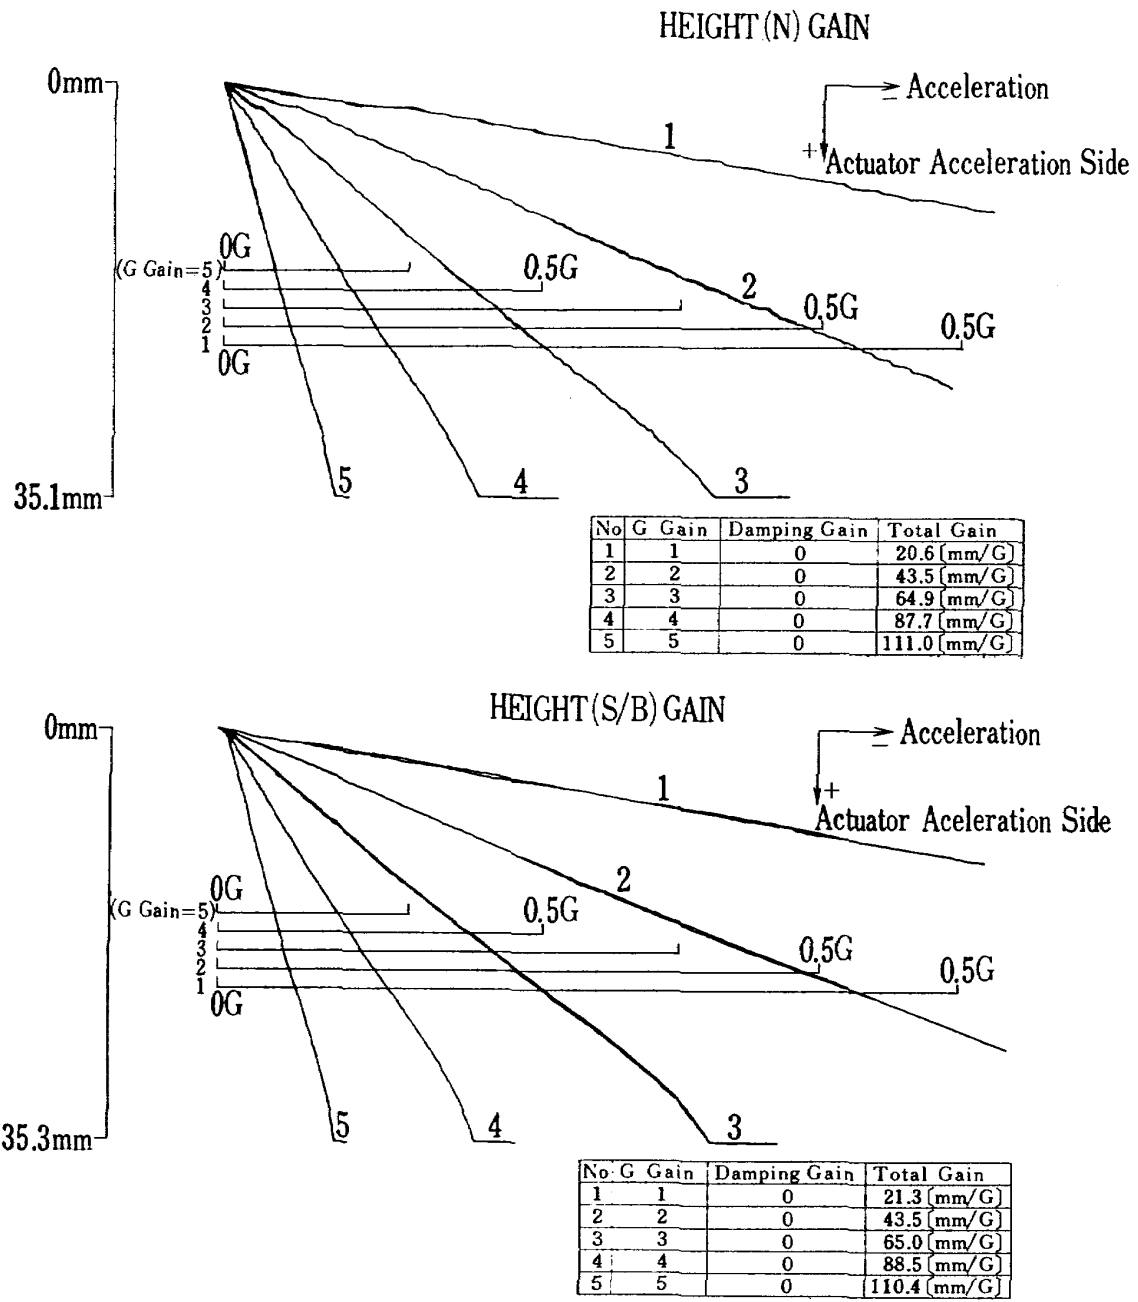 HEIGHT(N) GAIN
0mm
− Acceleration
1
+
Actuator Acceleration Side
0G
(G Gain=5)
0.5G
4
2
3
0.5G
2
0.5G
1
0G
5
4
3
35.1mm
No G Gain Damping Gain Total Gain
1 1 0 20.6[mm/G]
2 2 0 43.5[mm/G]
3 3 0 64.9[mm/G]
4 4 0 87.7[mm/G]
5 5 0 111.0[mm/G]
HEIGHT(S/B) GAIN
0mm
− Acceleration
1
+
Actuator Aceleration Side
2
0G
(G Gain=5)
0.5G
4
3
0.5G
2
0.5G
1
0G
5
4
3
35.3mm
No G Gain Damping Gain Total Gain
1 1 0 21.3[mm/G]
2 2 0 43.5[mm/G]
3 3 0 65.0[mm/G]
4 4 0 88.5[mm/G]
5 5 0 110.4[mm/G]